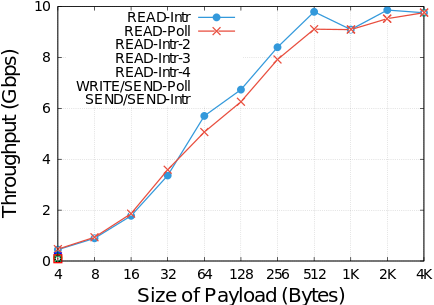 10
8
6
4
2
0
Throughput (Gbps)
READ-Intr
READ-Poll
READ-Intr-2
READ-Intr-3
READ-Intr-4
WRITE/SEND-Poll
SEND/SEND-Intr
4 8 16 32 64 128 256 512 1K 2K 4K
Size of Payload (Bytes)